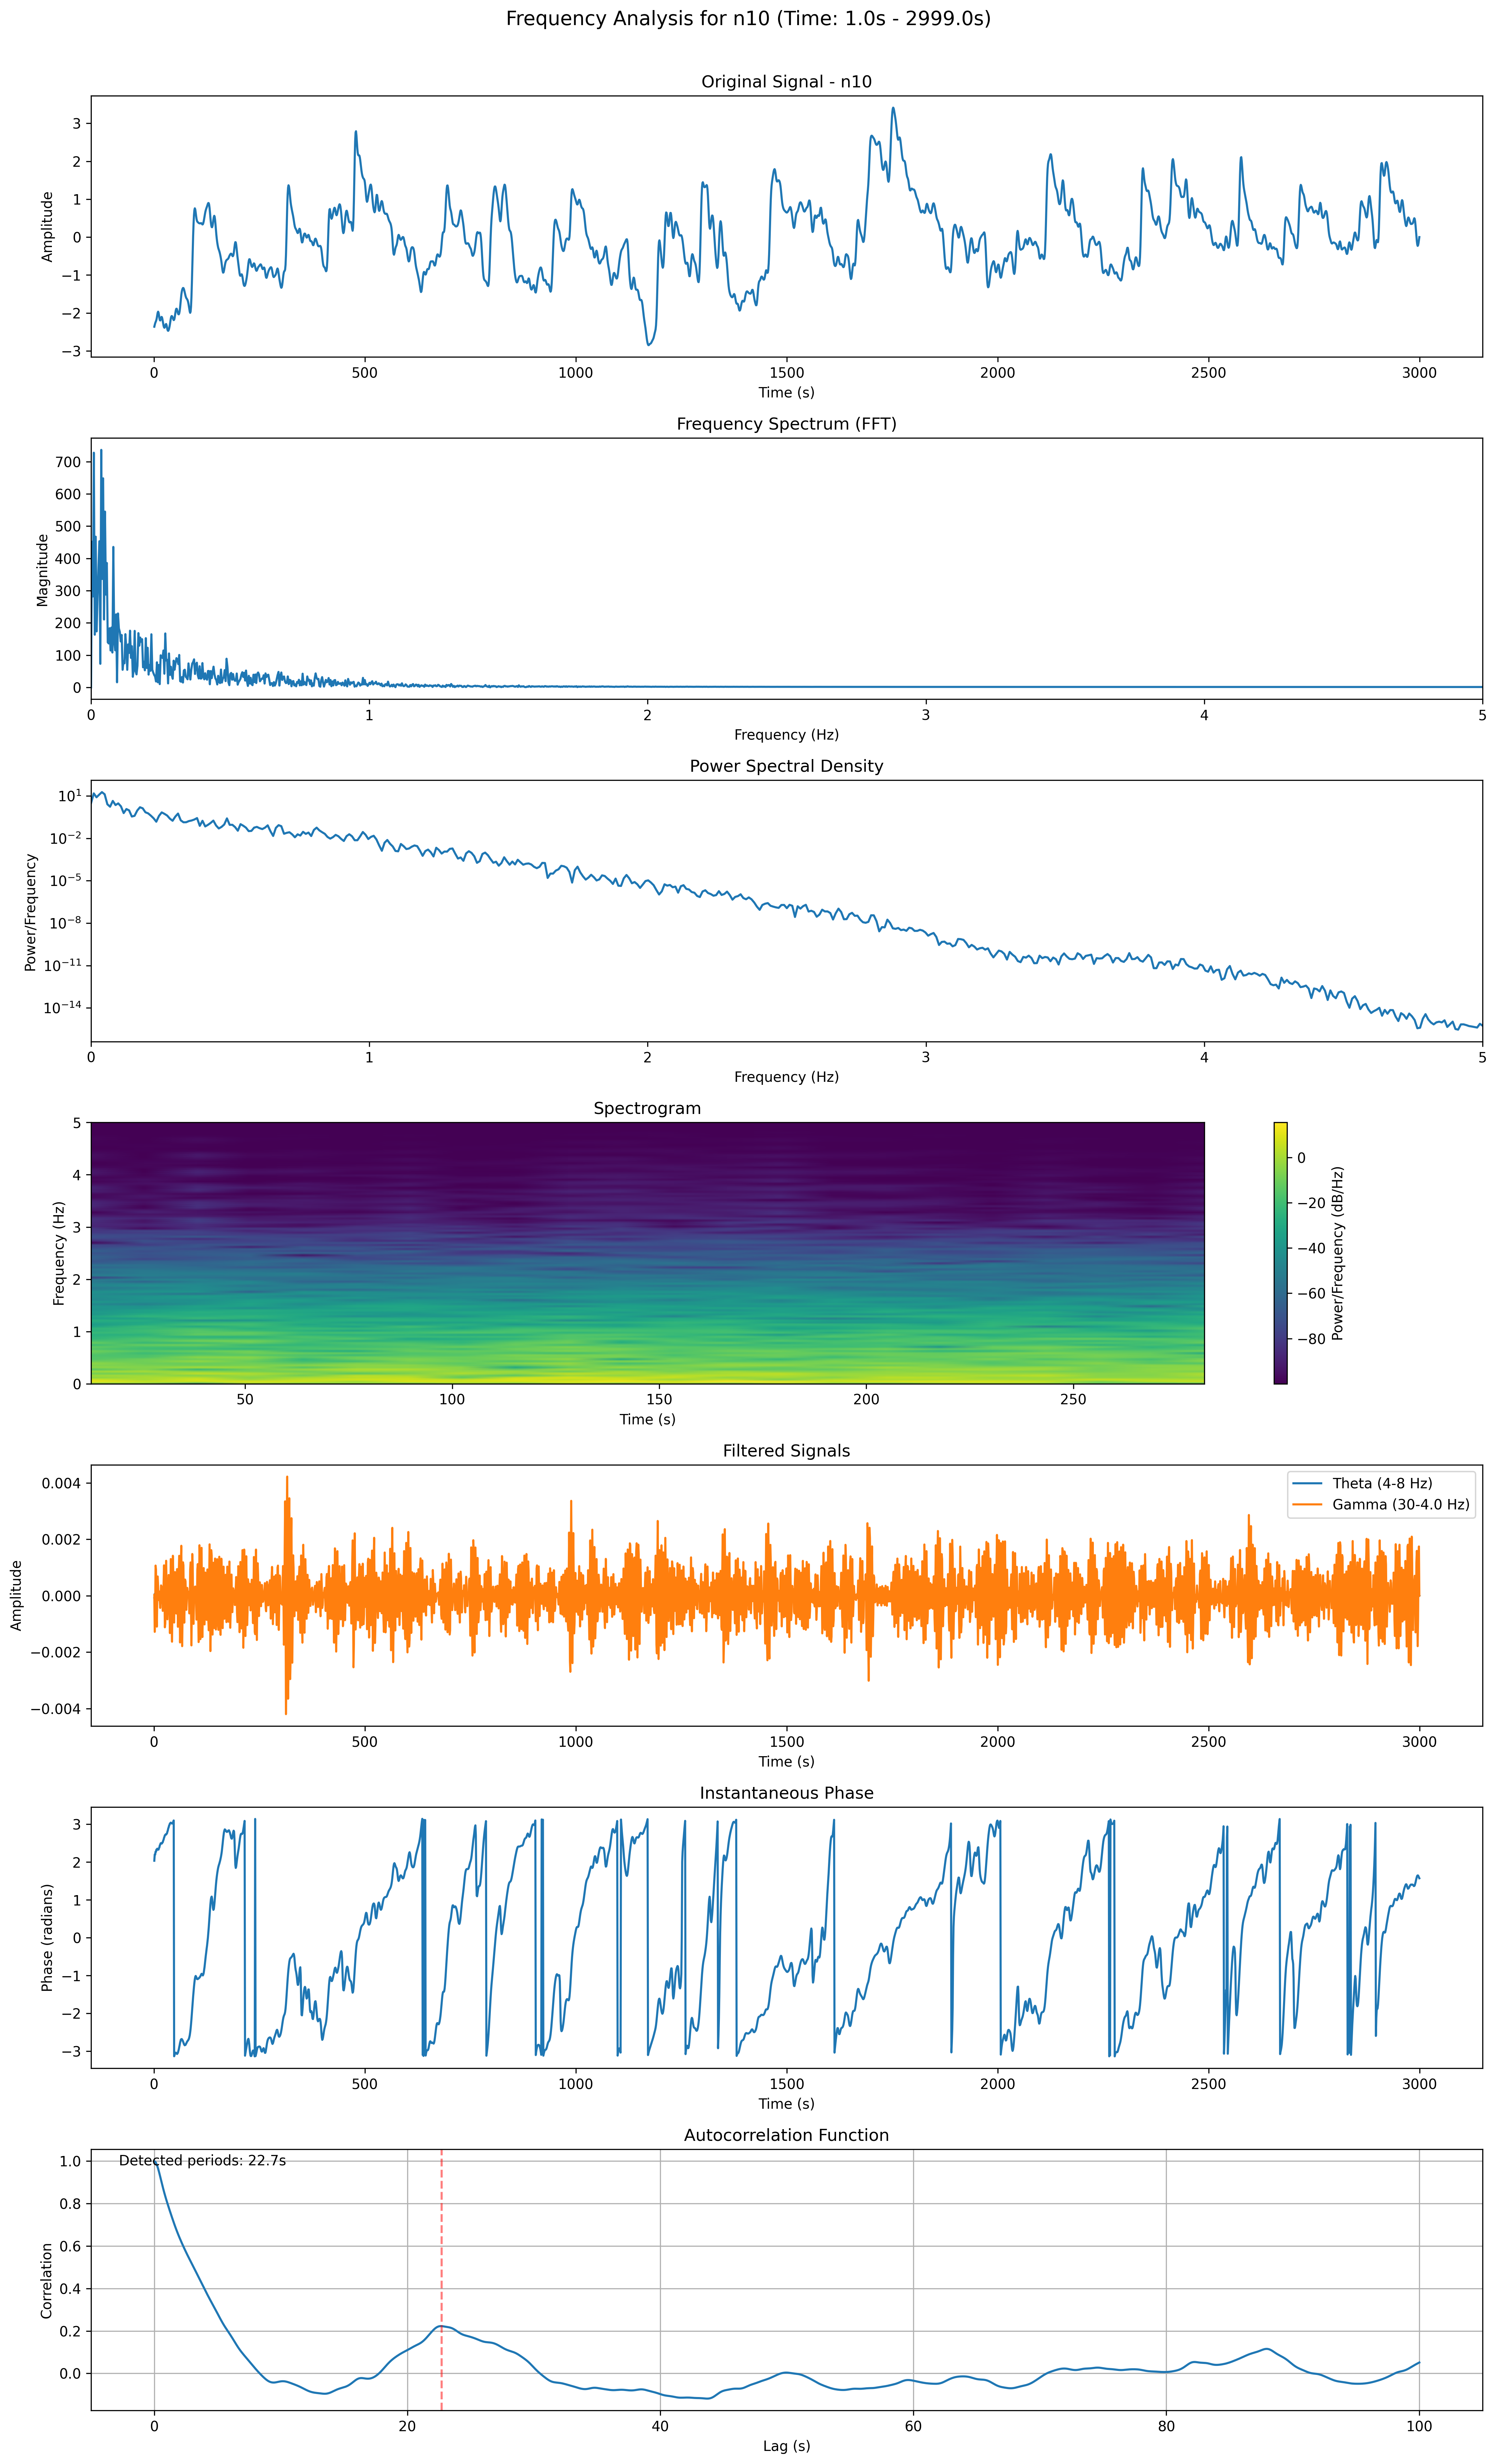 Frequency Analysis for n10 (Time: 1.0s - 2999.0s)
Original Signal - n10
3
2
1
0
−1
−2
−3
Amplitude
0 500 1000 1500 2000 2500 3000
Time (s)
Frequency Spectrum (FFT)
700
600
500
400
300
200
100
0
Magnitude
0 1 2 3 4 5
Frequency (Hz)
Power Spectral Density
10^1
10^−2
10^−5
10^−8
10^−11
10^−14
Power/Frequency
0 1 2 3 4 5
Frequency (Hz)
Spectrogram
5
4
3
2
1
0
Frequency (Hz)
50 100 150 200 250
Time (s)
0
−20
−40
−60
−80
Power/Frequency (dB/Hz)
Filtered Signals
0.004
0.002
0.000
−0.002
−0.004
Amplitude
Theta (4-8 Hz)
Gamma (30-4.0 Hz)
0 500 1000 1500 2000 2500 3000
Time (s)
Instantaneous Phase
3
2
1
0
−1
−2
−3
Phase (radians)
0 500 1000 1500 2000 2500 3000
Time (s)
Autocorrelation Function
Detected periods: 22.7s
1.0
0.8
0.6
0.4
0.2
0.0
Correlation
0 20 40 60 80 100
Lag (s)